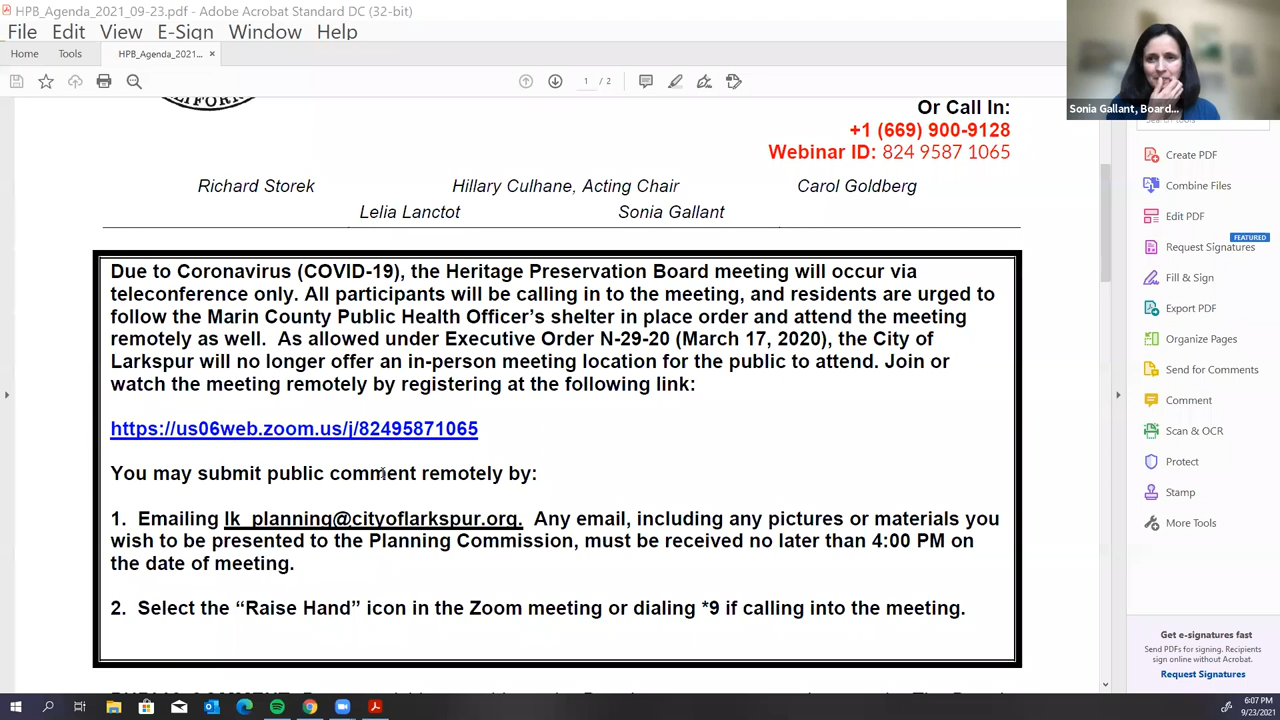 HPB_Agenda_2021_09-23.pdf - Adobe Acrobat Standard DC (32-bit)
File Edit View E-Sign Window Help
Home Tools HPB_Agenda_2021... ×
1 / 2
Sonia Gallant, Board...
CALIFORNIA
Or Call In:
+1 (669) 900-9128
Webinar ID: 824 9587 1065
Richard Storek Hillary Culhane, Acting Chair Carol Goldberg
Lelia Lanctot Sonia Gallant
Due to Coronavirus (COVID-19), the Heritage Preservation Board meeting will occur via
teleconference only. All participants will be calling in to the meeting, and residents are urged to
follow the Marin County Public Health Officer's shelter in place order and attend the meeting
remotely as well. As allowed under Executive Order N-29-20 (March 17, 2020), the City of
Larkspur will no longer offer an in-person meeting location for the public to attend. Join or
watch the meeting remotely by registering at the following link:
https://us06web.zoom.us/j/82495871065
You may submit public comment remotely by:
1. Emailing lk_planning@cityoflarkspur.org. Any email, including any pictures or materials you
wish to be presented to the Planning Commission, must be received no later than 4:00 PM on
the date of meeting.
2. Select the “Raise Hand” icon in the Zoom meeting or dialing *9 if calling into the meeting.
Search tools
Create PDF
Combine Files
Edit PDF
FEATURED
Request Signatures
Fill & Sign
Export PDF
Organize Pages
Send for Comments
Comment
Scan & OCR
Protect
Stamp
More Tools
Get e-signatures fast
Send PDFs for signing. Recipients
sign online without Acrobat.
Request Signatures
6:07 PM
9/23/2021